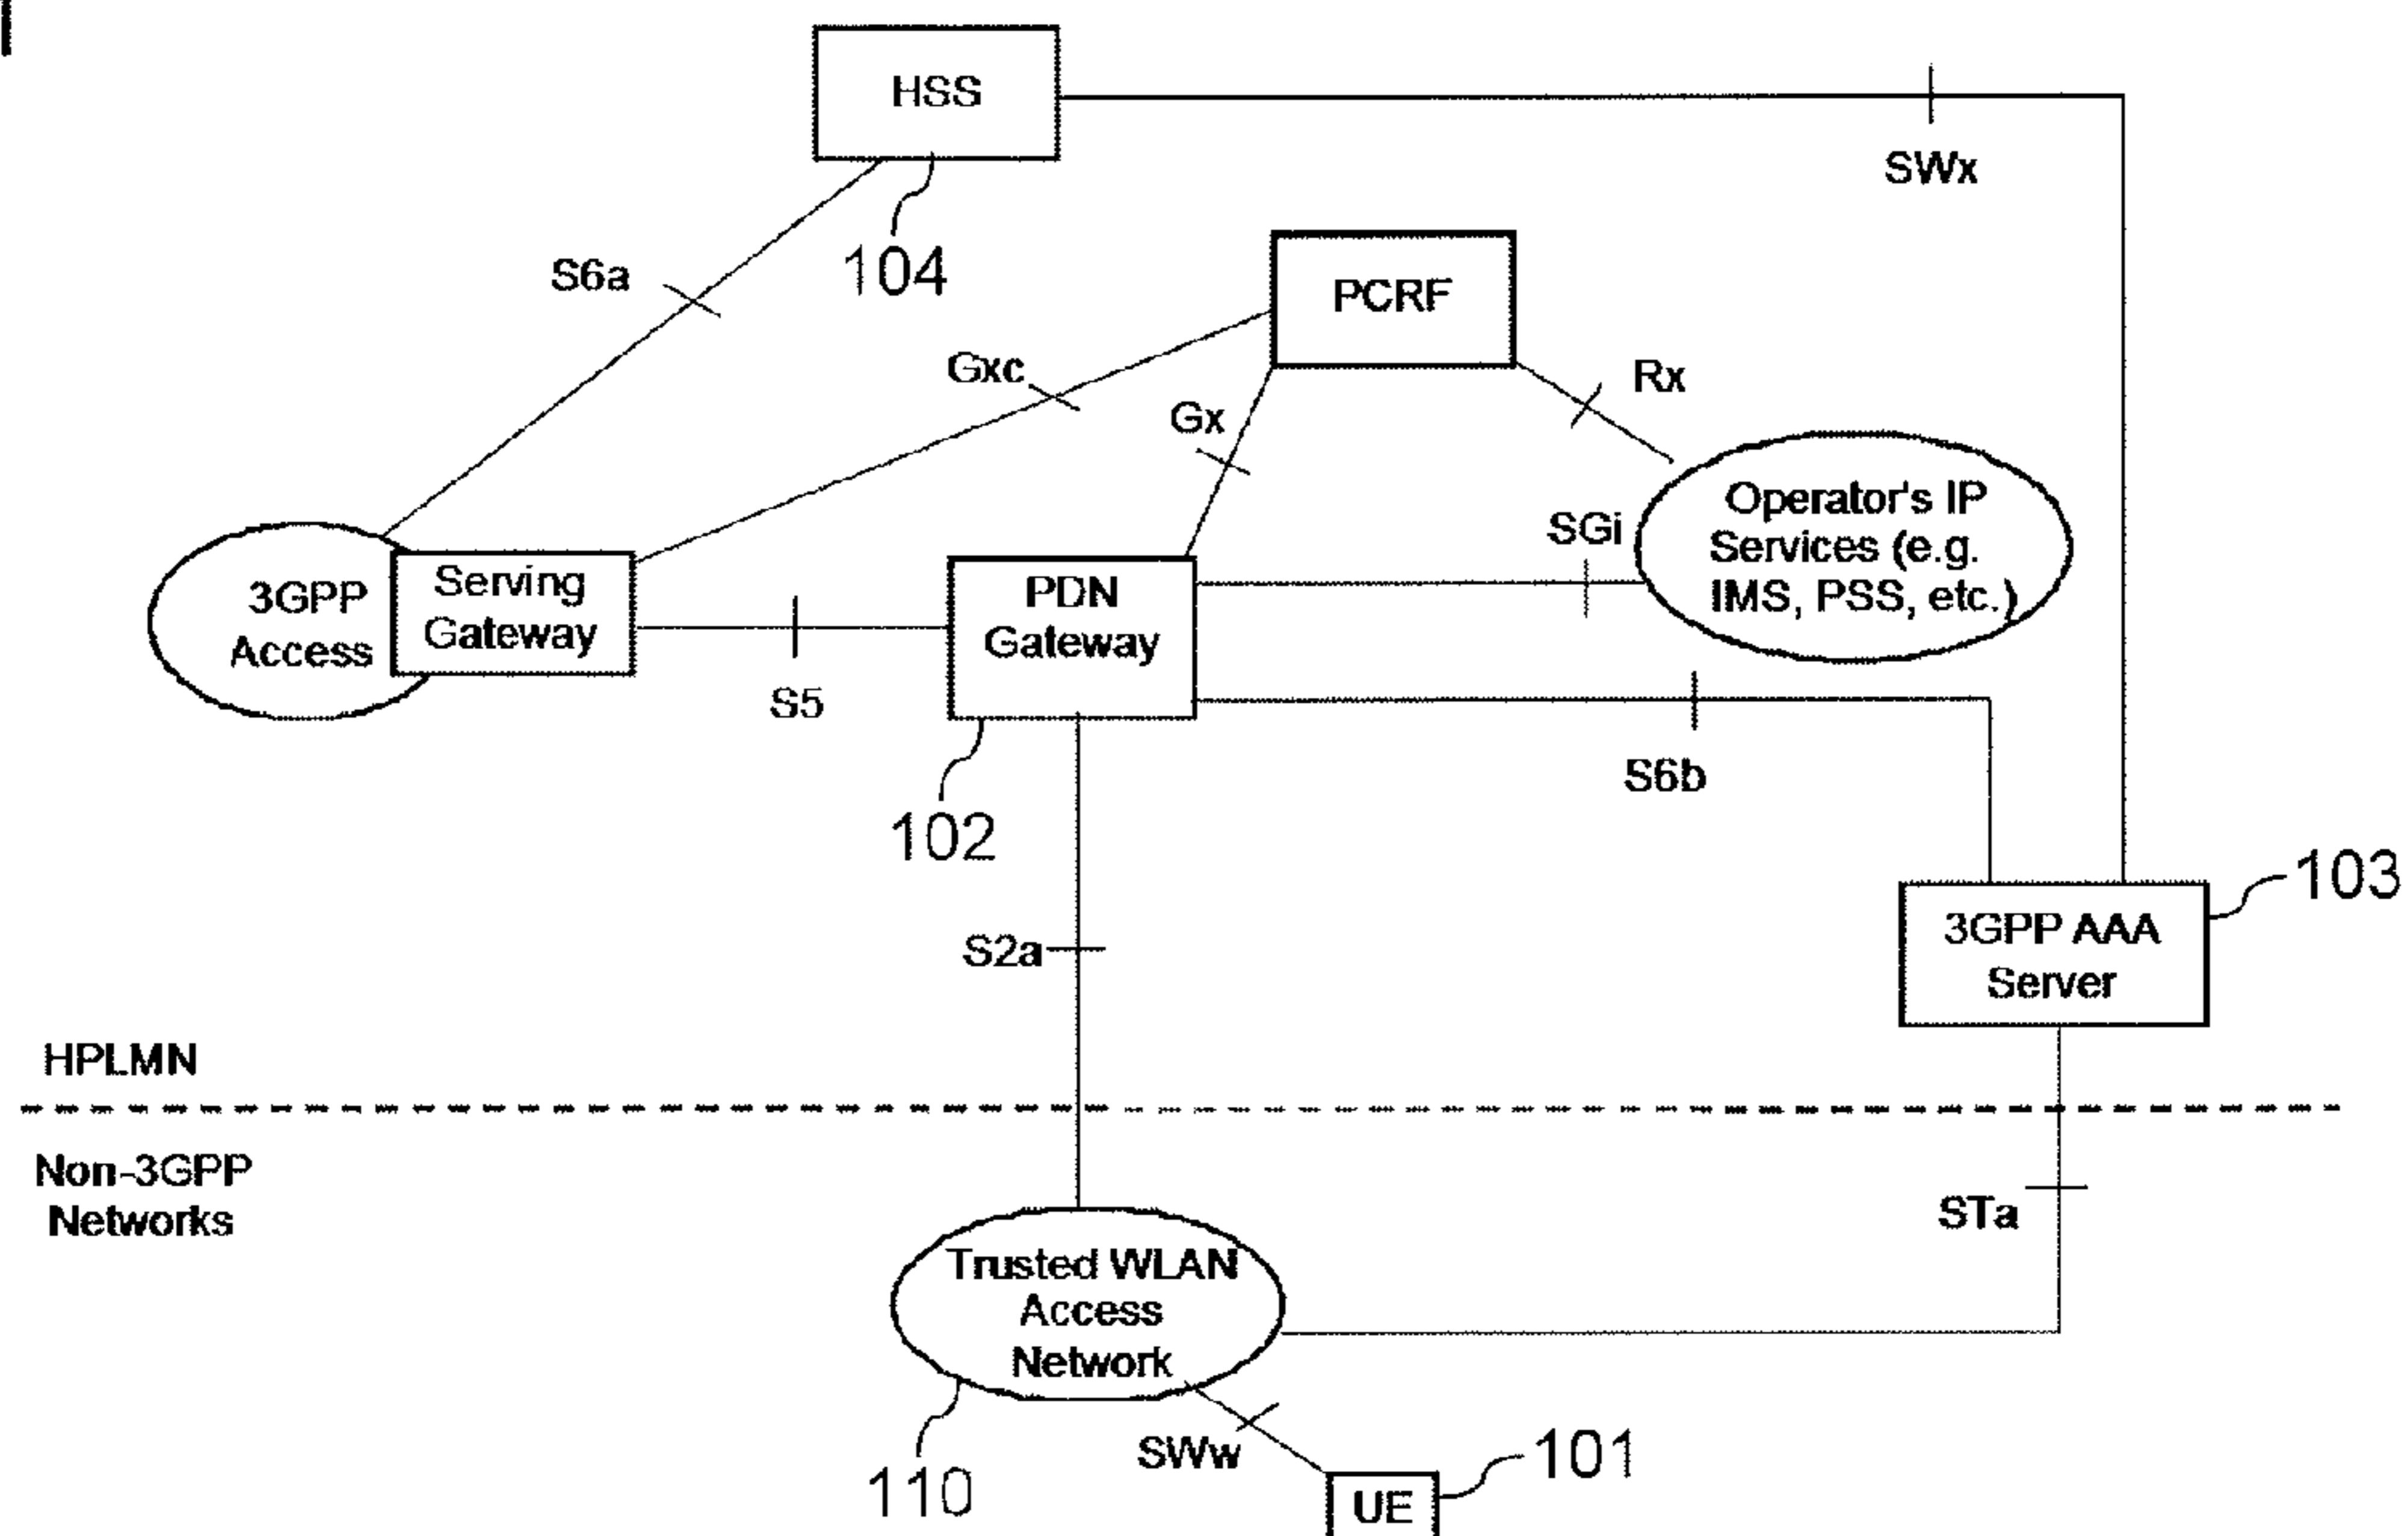 HSS
SWx
104
S6a
PCRF
Gxc
Rx
Gx
Operator's IP
Services (e.g.
IMS, PSS, etc.)
SGi
3GPP
Access
Serving
Gateway
PDN
Gateway
S5
S6b
102
103
3GPP AAA
Server
S2a
HPLMN
Non-3GPP
Networks
STa
Trusted WLAN
Access
Network
SWw
101
110
UE